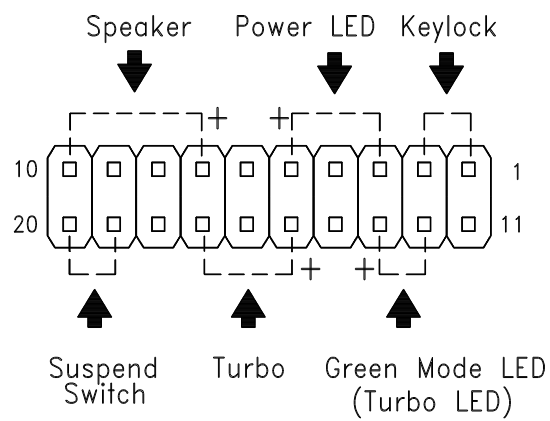 Speaker Power LED Keylock
+ +
10 1
20 11
+ +
Suspend Turbo Green Mode LED
Switch (Turbo LED)